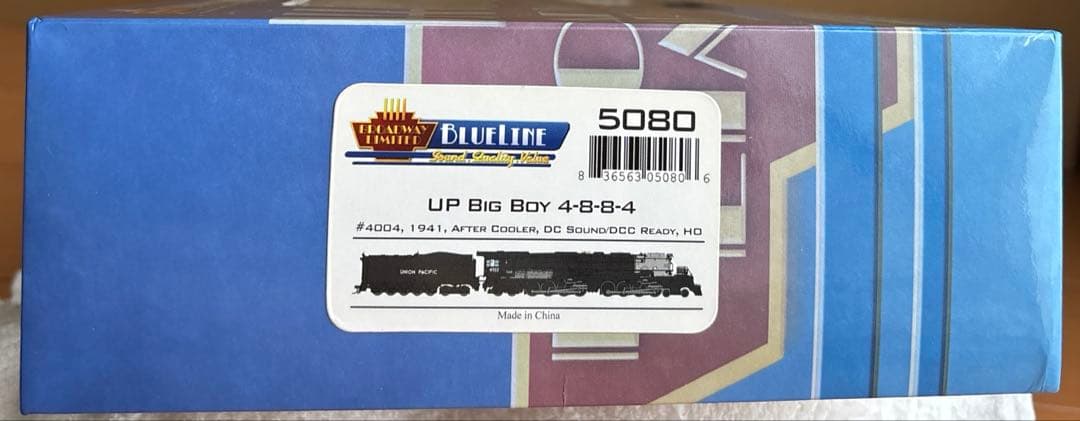 BROADWAY LIMITED
BLUELINE
Sound, Quality, Value
5080
8 36563 05080 6
UP BIG BOY 4-8-8-4
#4004, 1941, AFTER COOLER, DC SOUND/DCC READY, HO
UNION PACIFIC
Made in China